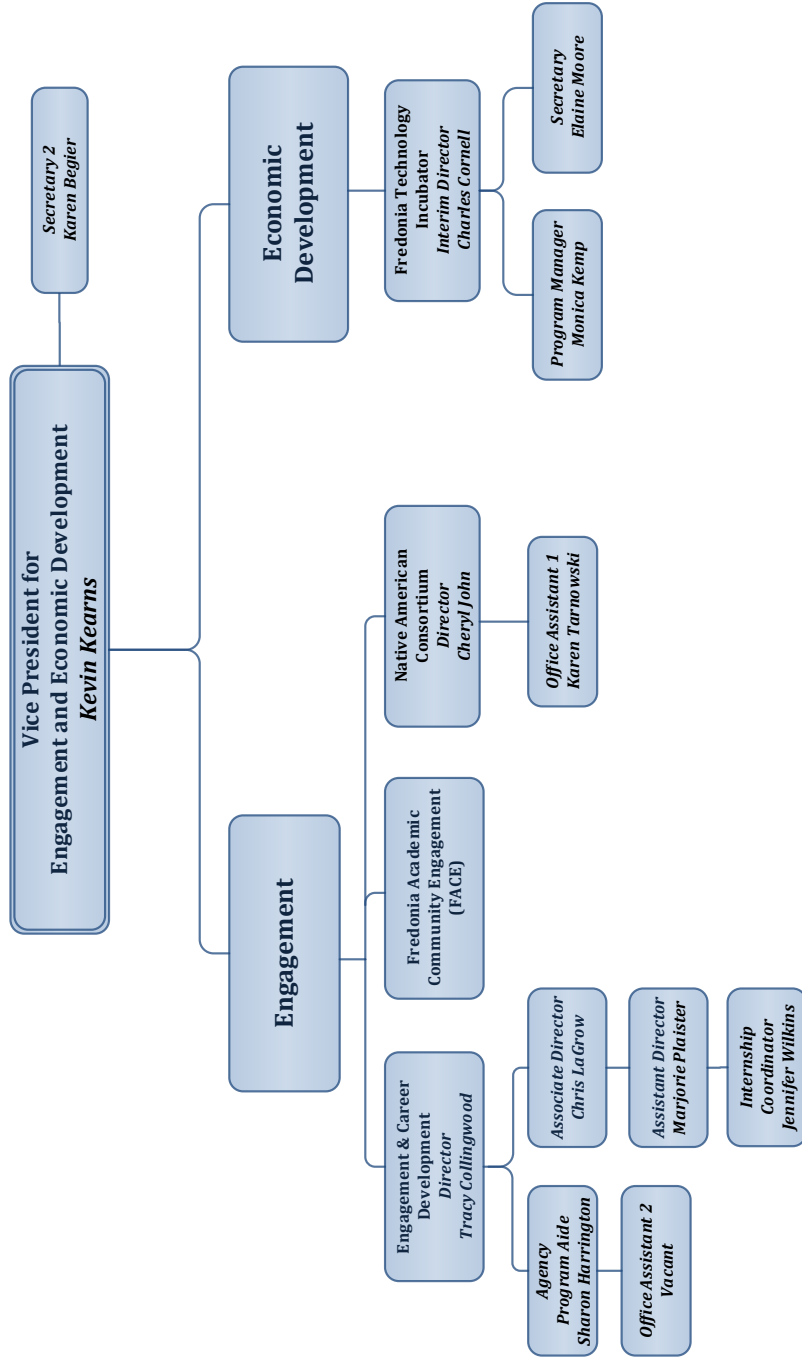 Vice President for
Engagement and Economic Development
Kevin Kearns
Secretary 2
Karen Begier
Engagement
Economic
Development
Engagement & Career
Development
Director
Tracy Collingwood
Fredonia Academic
Community Engagement
(FACE)
Native American
Consortium
Director
Cheryl John
Fredonia Technology
Incubator
Interim Director
Charles Cornell
Agency
Program Aide
Sharon Harrington
Associate Director
Chris LaGrow
Office Assistant 1
Karen Tarnowski
Program Manager
Monica Kemp
Secretary
Elaine Moore
Office Assistant 2
Vacant
Assistant Director
Marjorie Plaister
Internship
Coordinator
Jennifer Wilkins